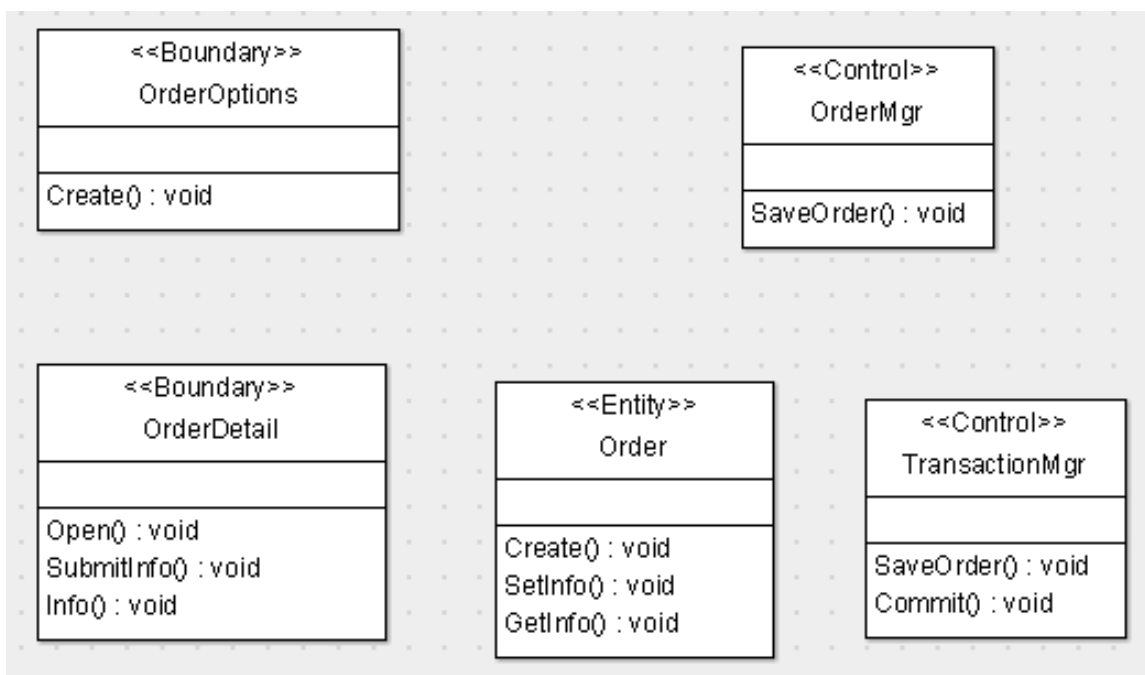 <<Boundary>>
OrderOptions
Create() : void
<<Control>>
OrderMgr
SaveOrder() : void
<<Boundary>>
OrderDetail
Open() : void
SubmitInfo() : void
Info() : void
<<Entity>>
Order
Create() : void
SetInfo() : void
GetInfo() : void
<<Control>>
TransactionMgr
SaveOrder() : void
Commit() : void